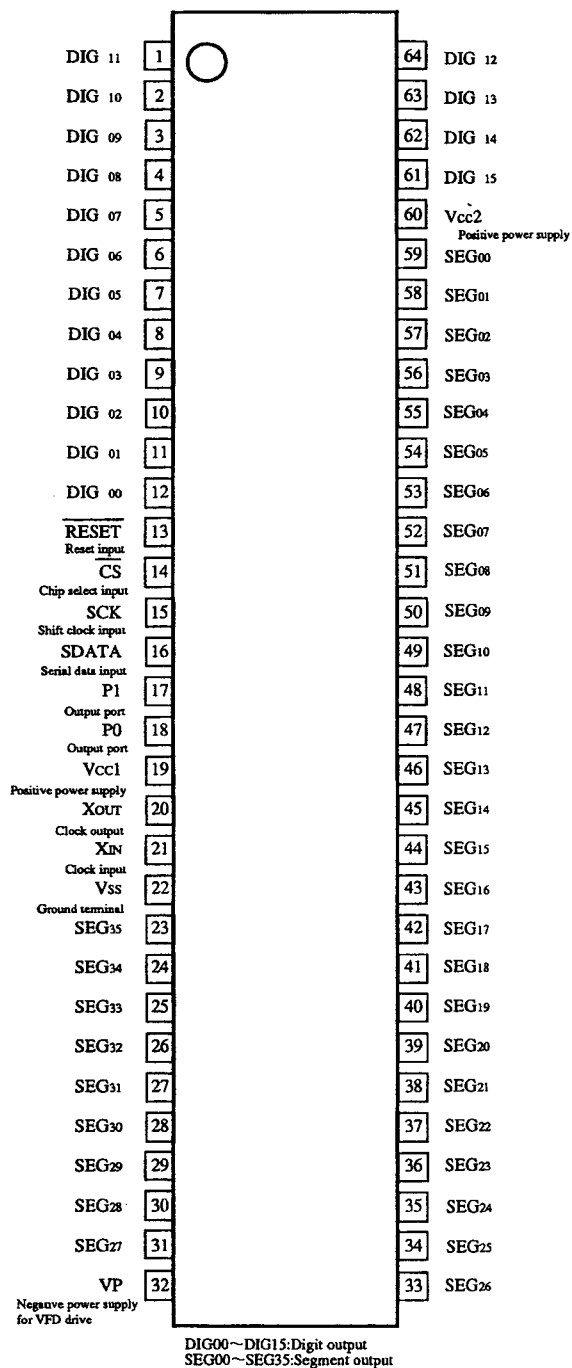 DIG 11 1 64 DIG 12
DIG 10 2 63 DIG 13
DIG 09 3 62 DIG 14
DIG 08 4 61 DIG 15
DIG 07 5 60 Vcc2
Positive power supply
DIG 06 6 59 SEG00
DIG 05 7 58 SEG01
DIG 04 8 57 SEG02
DIG 03 9 56 SEG03
DIG 02 10 55 SEG04
DIG 01 11 54 SEG05
DIG 00 12 53 SEG06
RESET 13 52 SEG07
Reset input
CS 14 51 SEG08
Chip select input
SCK 15 50 SEG09
Shift clock input
SDATA 16 49 SEG10
Serial data input
P1 17 48 SEG11
Output port
P0 18 47 SEG12
Output port
VCC1 19 46 SEG13
Positive power supply
XOUT 20 45 SEG14
Clock output
XIN 21 44 SEG15
Clock input
VSS 22 43 SEG16
Ground terminal
SEG35 23 42 SEG17
SEG34 24 41 SEG18
SEG33 25 40 SEG19
SEG32 26 39 SEG20
SEG31 27 38 SEG21
SEG30 28 37 SEG22
SEG29 29 36 SEG23
SEG28 30 35 SEG24
SEG27 31 34 SEG25
VP 32 33 SEG26
Negative power supply
for VFD drive
DIG00~DIG15:Digit output
SEG00~SEG35:Segment output